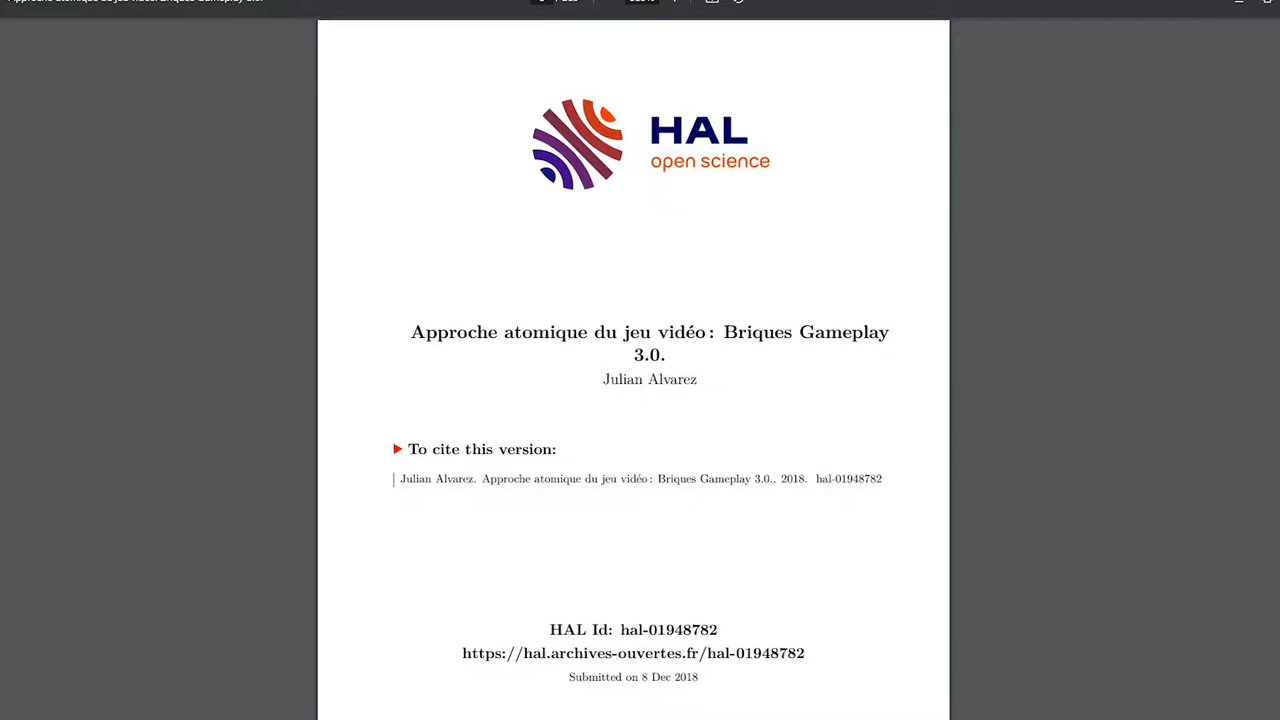 HAL
open science
Approche atomique du jeu vidéo : Briques Gameplay
3.0.
Julian Alvarez
To cite this version:
Julian Alvarez. Approche atomique du jeu vidéo : Briques Gameplay 3.0.. 2018. hal-01948782
HAL Id: hal-01948782
https://hal.archives-ouvertes.fr/hal-01948782
Submitted on 8 Dec 2018